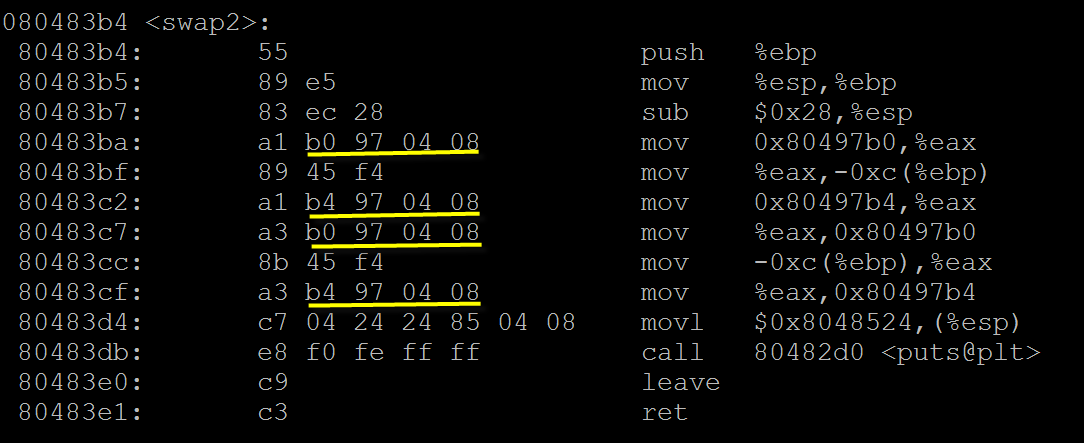 080483b4 <swap2>:
80483b4: 55 push %ebp
80483b5: 89 e5 mov %esp,%ebp
80483b7: 83 ec 28 sub $0x28,%esp
80483ba: a1 b0 97 04 08 mov 0x80497b0,%eax
80483bf: 89 45 f4 mov %eax,-0xc(%ebp)
80483c2: a1 b4 97 04 08 mov 0x80497b4,%eax
80483c7: a3 b0 97 04 08 mov %eax,0x80497b0
80483cc: 8b 45 f4 mov -0xc(%ebp),%eax
80483cf: a3 b4 97 04 08 mov %eax,0x80497b4
80483d4: c7 04 24 24 85 04 08 movl $0x8048524,(%esp)
80483db: e8 f0 fe ff ff call 80482d0 <puts@plt>
80483e0: c9 leave
80483e1: c3 ret